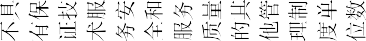 不具
有保
证技
术服
务安
全和
服务
质量
的其
他管
理制
度单
位数